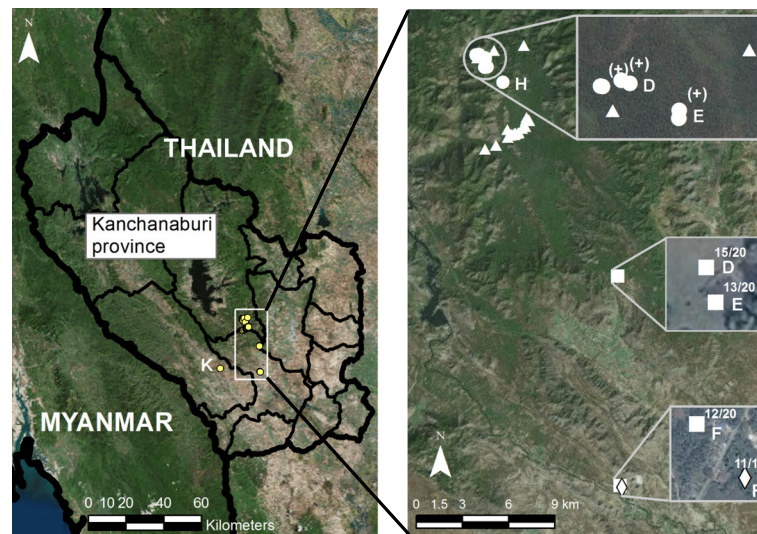 N
THAILAND
Kanchanaburi
province
K
MYANMAR
0 10 20 40 60
Kilometers
N
H
(+)
(+)
D
(+)
E
15/20
D
13/20
E
12/20
F
0 1.5 3 6 9 km